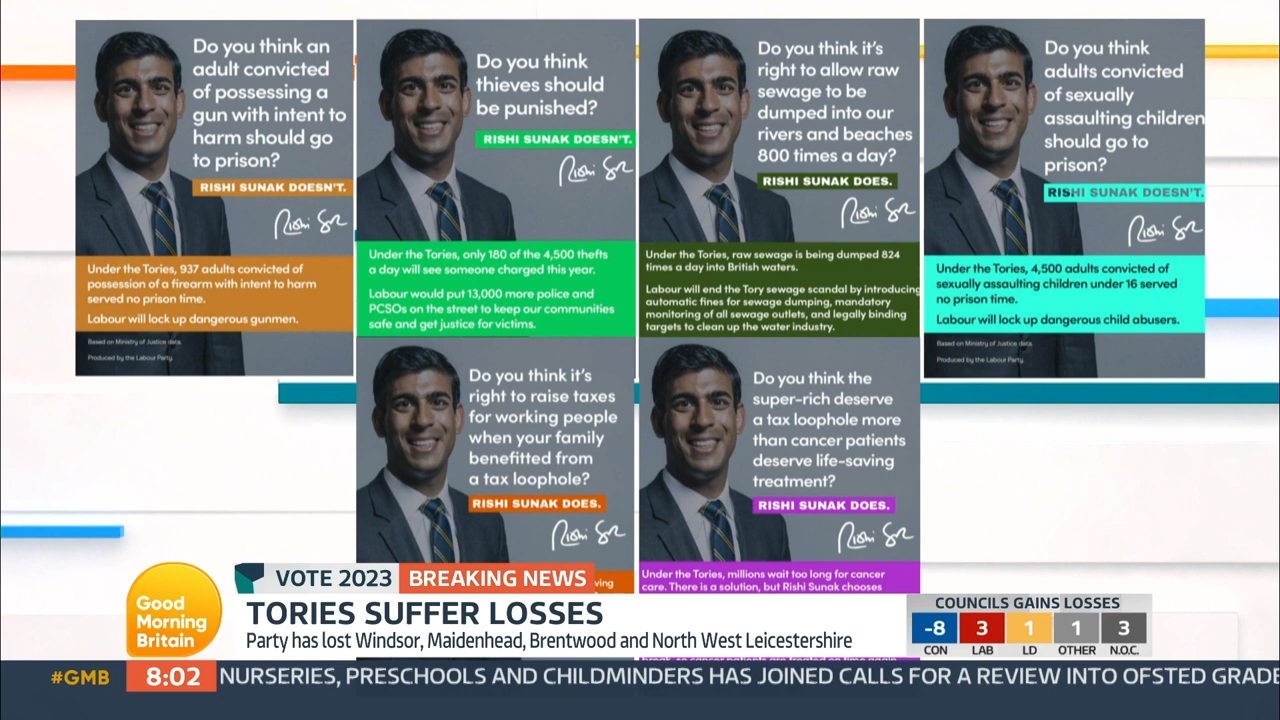 Do you think an
adult convicted
of possessing a
gun with intent to
harm should go
to prison?
RISHI SUNAK DOESN'T.
Under the Tories, 937 adults convicted of
possession of a firearm with intent to harm
served no prison time.
Labour will lock up dangerous gunmen.
Based on Ministry of Justice data.
Produced by the Labour Party.
Do you think
thieves should
be punished?
RISHI SUNAK DOESN'T.
Under the Tories, only 180 of the 4,500 thefts
a day will see someone charged this year.
Labour would put 13,000 more police and
PCSOs on the street to keep our communities
safe and get justice for victims.
Do you think it's
right to allow raw
sewage to be
dumped into our
rivers and beaches
800 times a day?
RISHI SUNAK DOES.
Under the Tories, raw sewage is being dumped 824
times a day into British waters.
Labour will end the Tory sewage scandal by introducing
automatic fines for sewage dumping, mandatory
monitoring of all sewage outlets, and legally binding
targets to clean up the water industry.
Do you think
adults convicted
of sexually
assaulting children
should go to
prison?
RISHI SUNAK DOESN'T.
Under the Tories, 4,500 adults convicted of
sexually assaulting children under 16 served
no prison time.
Labour will lock up dangerous child abusers.
Based on Ministry of Justice data.
Produced by the Labour Party.
Do you think it's
right to raise taxes
for working people
when your family
benefitted from
a tax loophole?
RISHI SUNAK DOES.
Do you think the
super-rich deserve
a tax loophole more
than cancer patients
deserve life-saving
treatment?
RISHI SUNAK DOES.
Under the Tories, millions wait too long for cancer
care. There is a solution, but Rishi Sunak chooses
Good
Morning
Britain
VOTE 2023 BREAKING NEWS
TORIES SUFFER LOSSES
Party has lost Windsor, Maidenhead, Brentwood and North West Leicestershire
COUNCILS GAINS LOSSES
-8 3 1 1 3
CON LAB LD OTHER N.O.C.
#GMB 8:02 NURSERIES, PRESCHOOLS AND CHILDMINDERS HAS JOINED CALLS FOR A REVIEW INTO OFSTED GRADE